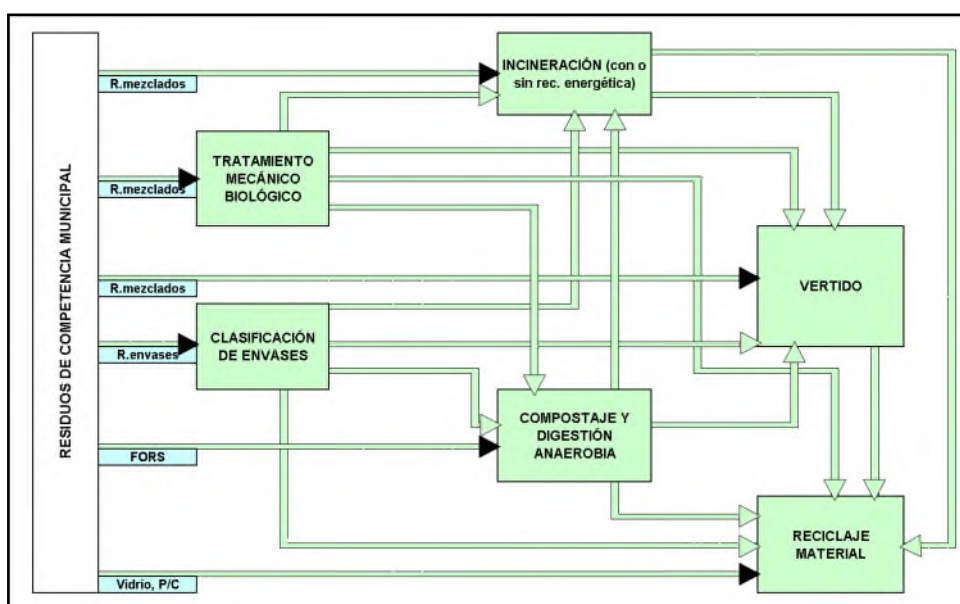 RESIDUOS DE COMPETENCIA MUNICIPAL
R.mezclados
R.mezclados
R.mezclados
R.envases
FORS
Vidrio, P/C
TRATAMIENTO
MECÁNICO
BIOLÓGICO
CLASIFICACIÓN
DE ENVASES
INCINERACIÓN (con o
sin rec. energética)
COMPOSTAJE Y
DIGESTIÓN
ANAEROBIA
VERTIDO
RECICLAJE
MATERIAL